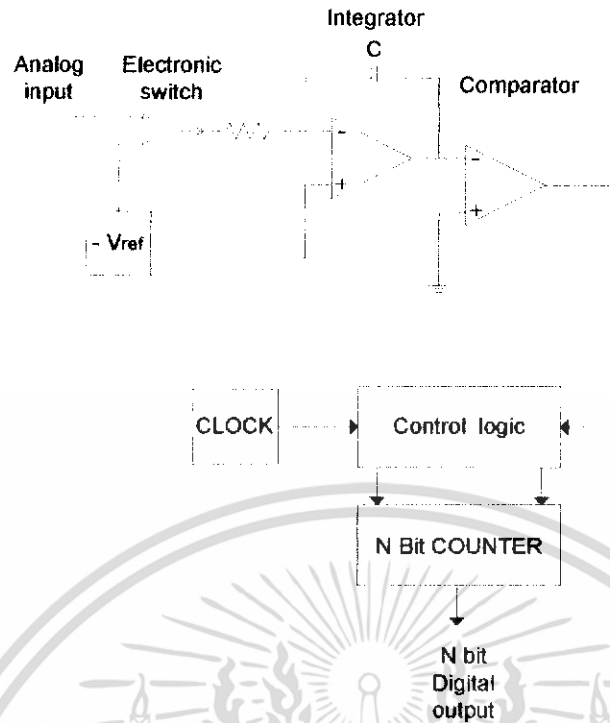 Integrator
C
Analog
input
Electronic
switch
Comparator
-
+
-
+
- Vref
CLOCK
Control logic
N Bit COUNTER
N bit
Digital
output